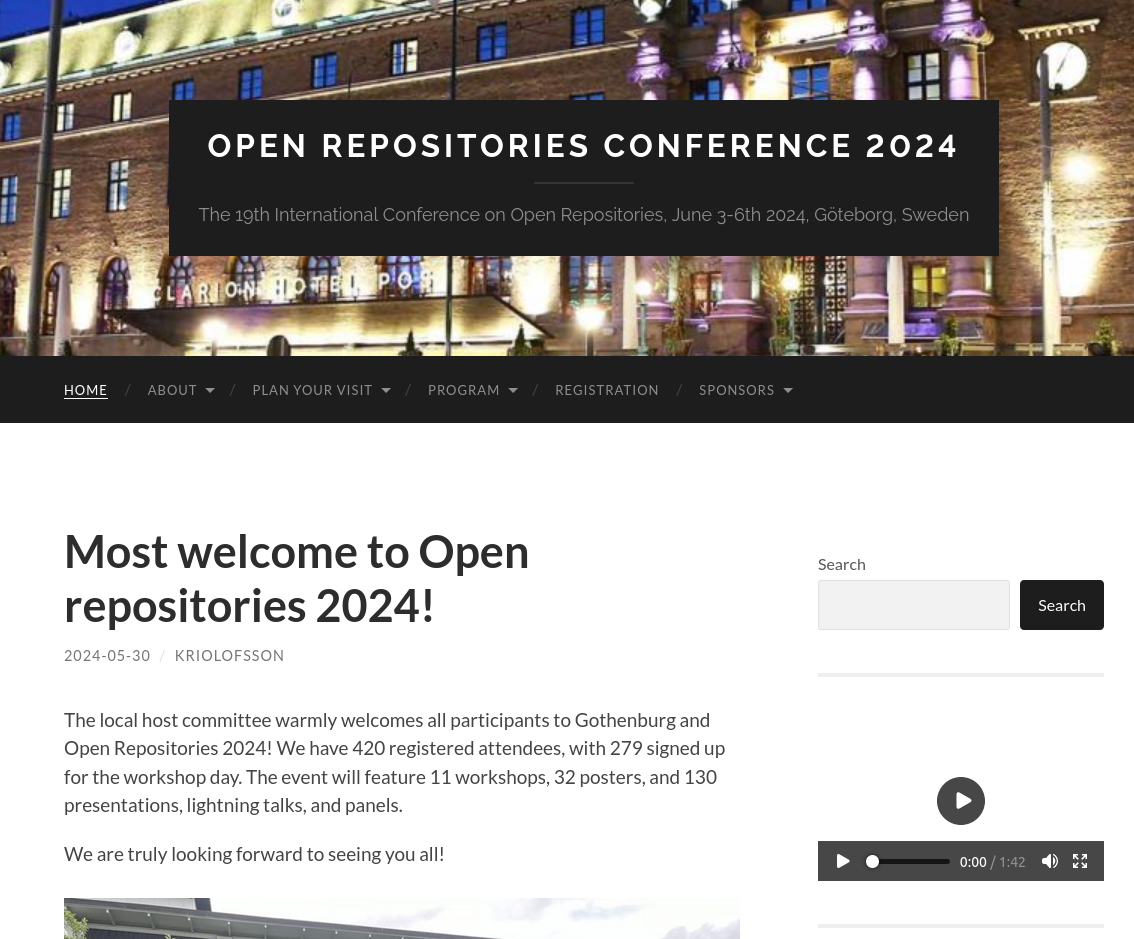 CLARION HOTEL POST
OPEN REPOSITORIES CONFERENCE 2024
The 19th International Conference on Open Repositories, June 3-6th 2024, Göteborg, Sweden
HOME / ABOUT / PLAN YOUR VISIT / PROGRAM / REGISTRATION / SPONSORS
Most welcome to Open
repositories 2024!
2024-05-30 / KRIOLOFSSON
The local host committee warmly welcomes all participants to Gothenburg and
Open Repositories 2024! We have 420 registered attendees, with 279 signed up
for the workshop day. The event will feature 11 workshops, 32 posters, and 130
presentations, lightning talks, and panels.
We are truly looking forward to seeing you all!
Search
Search
0:00 / 1:42